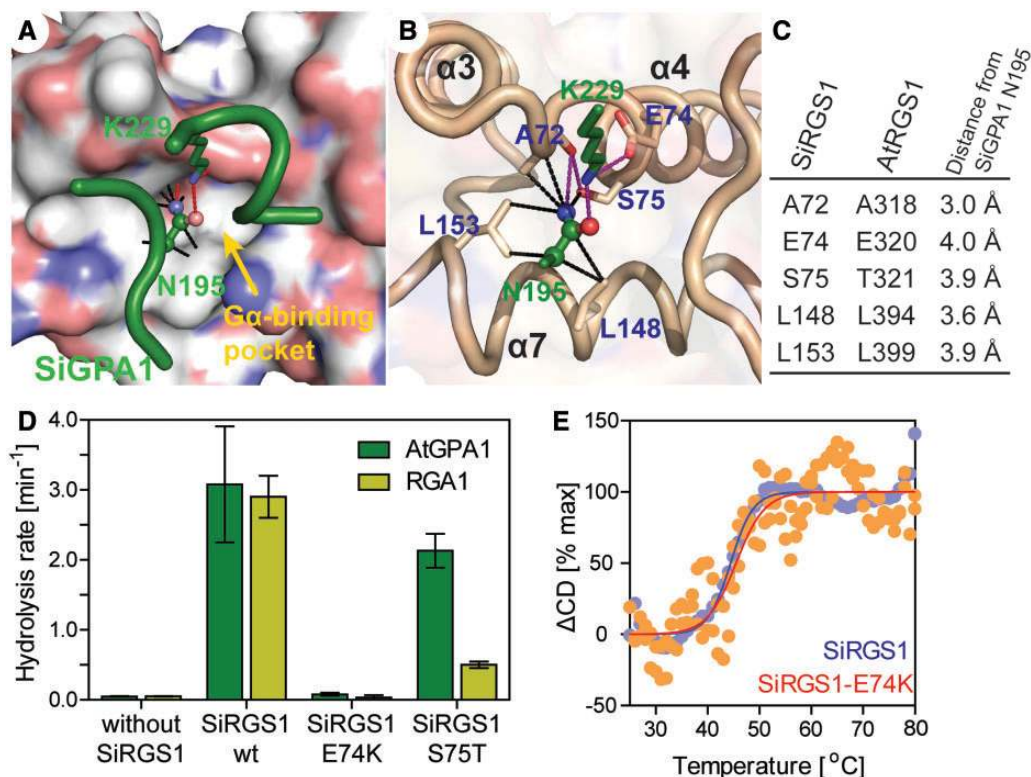 A
K229
N195
Gα-binding
pocket
SiGPA1
B
α3
α4
K229
E74
A72
S75
L153
N195
L148
α7
C
SiRGS1 AtRGS1 Distance from
SiGPA1 N195
A72 A318 3.0 Å
E74 E320 4.0 Å
S75 T321 3.9 Å
L148 L394 3.6 Å
L153 L399 3.9 Å
D
Hydrolysis rate [min⁻¹]
4.0
3.0
2.0
1.0
0.0
AtGPA1
RGA1
without SiRGS1 SiRGS1 SiRGS1
SiRGS1 wt E74K S75T
E
ΔCD [% max]
150
100
50
0
-50
SiRGS1
SiRGS1-E74K
30 40 50 60 70 80
Temperature [°C]